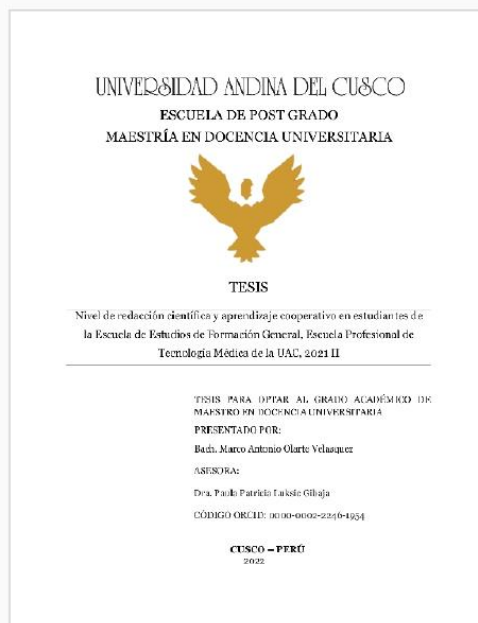 UNIVERSIDAD ANDINA DEL CUSCO
ESCUELA DE POST GRADO
MAESTRÍA EN DOCENCIA UNIVERSITARIA
TESIS
Nivel de redacción científica y aprendizaje cooperativo en estudiantes de
la Escuela de Estudios de Formación General, Escuela Profesional de
Tecnología Médica de la UAC, 2021 II
TESIS PARA OPTAR AL GRADO ACADÉMICO DE
MAESTRO EN DOCENCIA UNIVERSITARIA
PRESENTADO POR:
Bach. Marco Antonio Olarte Velasquez
ASESORA:
Dra. Paula Patricia Luksic Gibaja
CÓDIGO ORCID: 0000-0002-2246-1954
CUSCO – PERÚ
2022